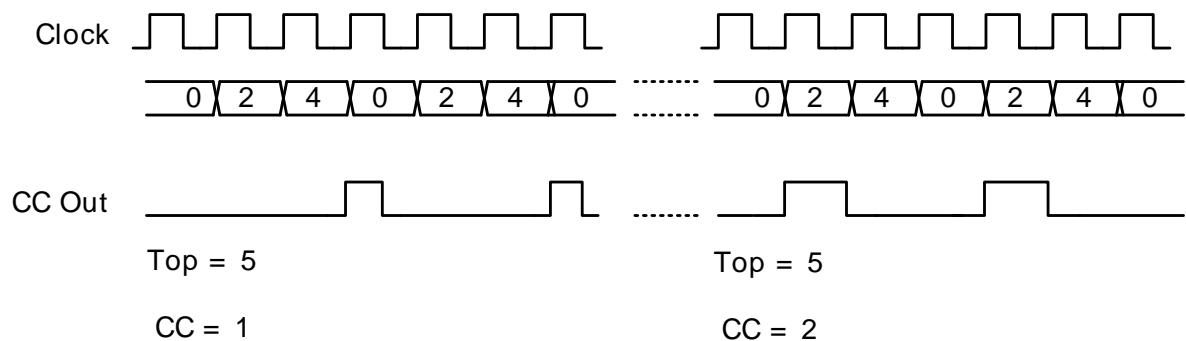 Clock
0 2 4 0 2 4 0 0 2 4 0 2 4 0
CC Out
Top = 5 Top = 5
CC = 1 CC = 2